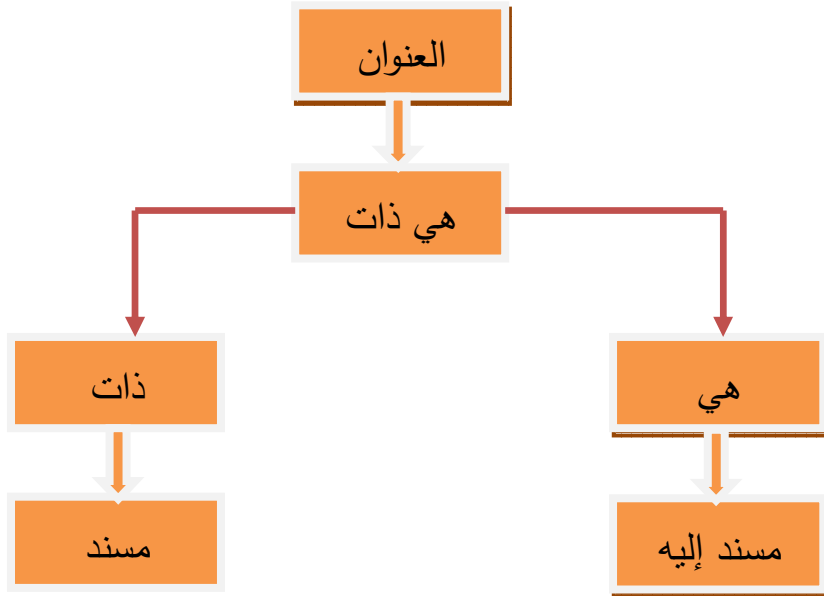 العنوان
هي ذات
هي
ذات
مسند إليه
مسند